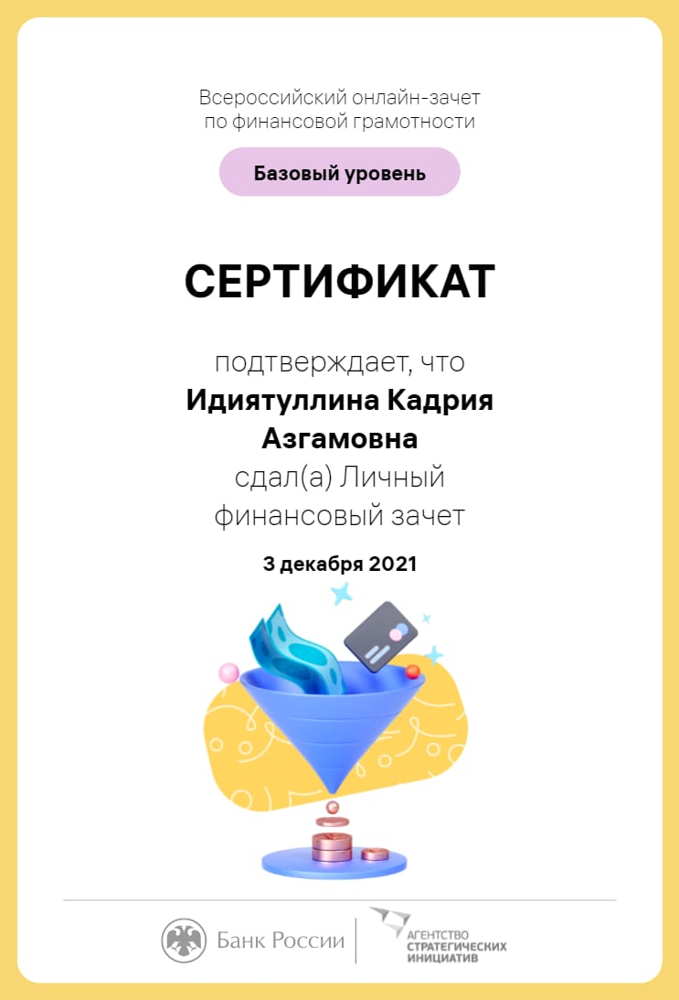 Всероссийский онлайн-зачет
по финансовой грамотности
Базовый уровень
СЕРТИФИКАТ
подтверждает, что
Идиятуллина Кадрия
Азгамовна
сдал(а) Личный
финансовый зачет
3 декабря 2021
Банк России
АГЕНТСТВО
СТРАТЕГИЧЕСКИХ
ИНИЦИАТИВ